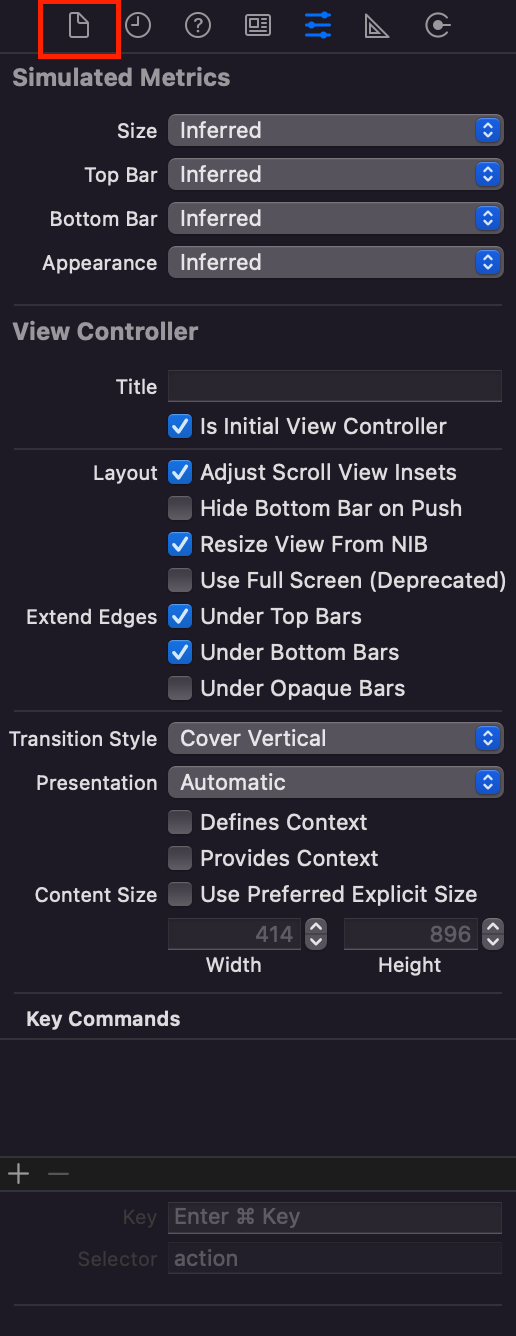 Simulated Metrics
Size Inferred
Top Bar Inferred
Bottom Bar Inferred
Appearance Inferred
View Controller
Title
Is Initial View Controller
Layout Adjust Scroll View Insets
Hide Bottom Bar on Push
Resize View From NIB
Use Full Screen (Deprecated)
Extend Edges Under Top Bars
Under Bottom Bars
Under Opaque Bars
Transition Style Cover Vertical
Presentation Automatic
Defines Context
Provides Context
Content Size Use Preferred Explicit Size
414 896
Width Height
Key Commands
Key Enter ⌘ Key
Selector action